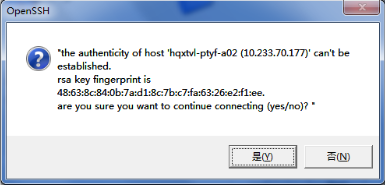 OpenSSH
"the authenticity of host 'hqxtvl-ptyf-a02 (10.233.70.177)' can't be
established.
rsa key fingerprint is
48:63:8c:84:0b:7a:d1:8c:7b:c7:fa:63:26:e2:f1:ee.
are you sure you want to continue connecting (yes/no)? "
是(Y)
否(N)